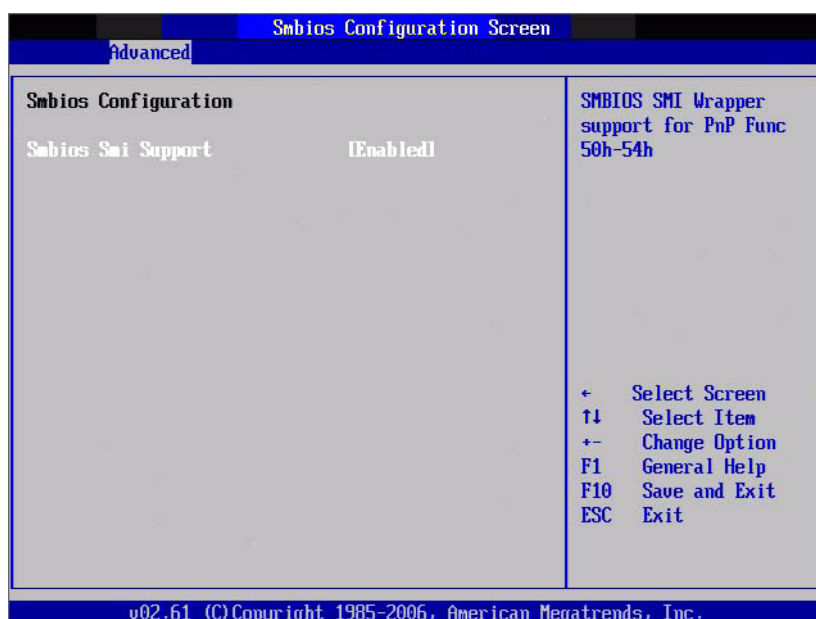 Smbios Configuration Screen
Advanced
Smbios Configuration
Smbios Smi Support [Enabled]
SMBIOS SMI Wrapper
support for PnP Func
50h-54h
← Select Screen
↑↓ Select Item
+- Change Option
F1 General Help
F10 Save and Exit
ESC Exit
v02.61 (C)Copyright 1985-2006, American Megatrends, Inc.